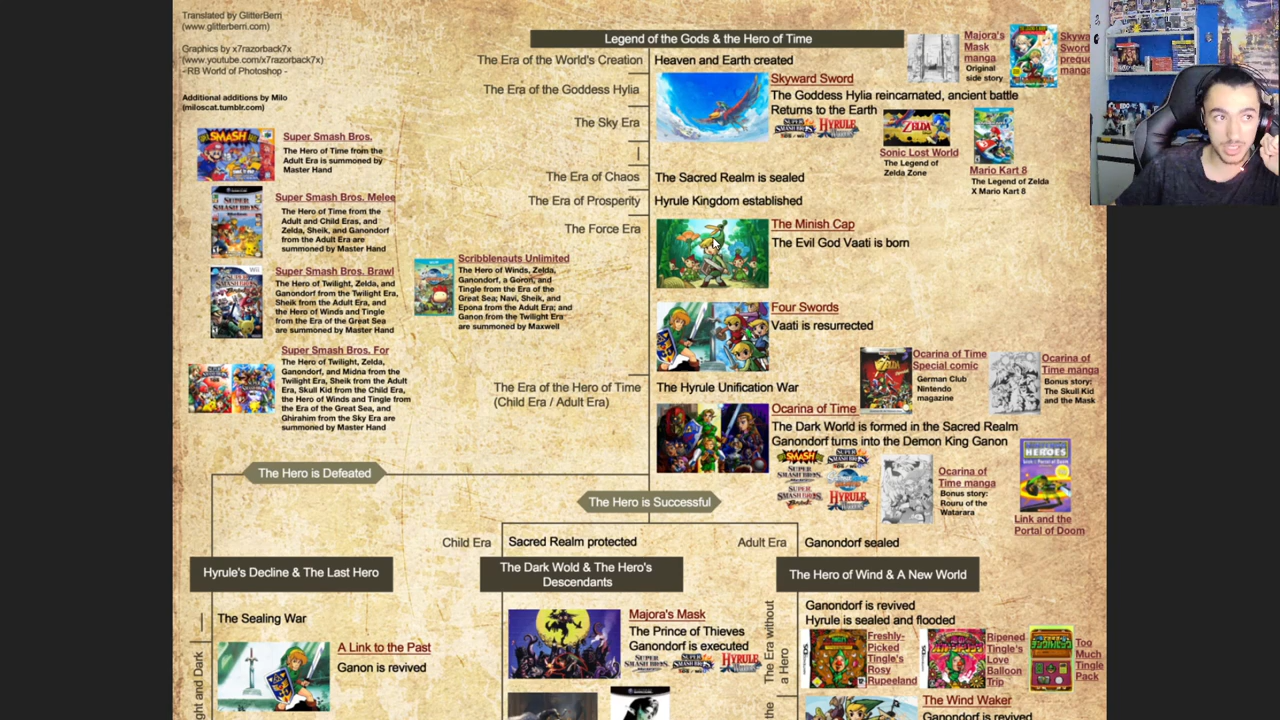 Translated by GlitterBerri
(www.glitterberri.com)
Graphics by x7razorback7x
(www.youtube.com/x7razorback7x)
- RB World of Photoshop -
Additional additions by Milo
(miloscat.tumblr.com)
Legend of the Gods & the Hero of Time
The Era of the World's Creation
Heaven and Earth created
The Era of the Goddess Hylia
Skyward Sword
The Goddess Hylia reincarnated, ancient battle
Returns to the Earth
The Sky Era
Majora's
Mask
manga
Original
side story
Sonic Lost World
The Legend of
Zelda Zone
Mario Kart 8
The Legend of Zelda
X Mario Kart 8
The Era of Chaos
The Sacred Realm is sealed
The Era of Prosperity
Hyrule Kingdom established
The Force Era
The Minish Cap
The Evil God Vaati is born
Four Swords
Vaati is resurrected
Super Smash Bros.
The Hero of Time from the
Adult Era is summoned by
Master Hand
Super Smash Bros. Melee
The Hero of Time from the
Adult and Child Eras, and
Zelda, Sheik, and Ganondorf
from the Adult Era are
summoned by Master Hand
Super Smash Bros. Brawl
The Hero of Twilight, Zelda, and
Ganondorf from the Twilight Era,
Sheik from the Adult Era, and
the Hero of Winds and Tingle
from the Era of the Great Sea
are summoned by Master Hand
Super Smash Bros. For
The Hero of Twilight, Zelda,
Ganondorf, and Midna from the
Twilight Era, Sheik from the Adult
Era, Skull Kid from the Child Era,
the Hero of Winds and Tingle from
the Era of the Great Sea, and
Ghirahim from the Sky Era are
summoned by Master Hand
Scribblenauts Unlimited
The Hero of Winds, Zelda,
Ganondorf, a Goron, and
Tingle from the Era of the
Great Sea; Navi, Sheik, and
Epona from the Adult Era; and
Ganon from the Twilight Era
are summoned by Maxwell
The Era of the Hero of Time
(Child Era / Adult Era)
The Hyrule Unification War
Ocarina of Time
The Dark World is formed in the Sacred Realm
Ganondorf turns into the Demon King Ganon
Ocarina of Time
Special comic
German Club
Nintendo
magazine
Ocarina of
Time manga
Bonus story:
The Skull Kid
and the Mask
Ocarina of
Time manga
Bonus story:
Rouru of the
Watarara
Link and the
Portal of Doom
The Hero is Defeated
The Hero is Successful
Child Era
Sacred Realm protected
Adult Era
Ganondorf sealed
Hyrule's Decline & The Last Hero
The Dark Wold & The Hero's
Descendants
The Hero of Wind & A New World
The Sealing War
A Link to the Past
Ganon is revived
Majora's Mask
The Prince of Thieves
Ganondorf is executed
The Era without
a Hero
Ganondorf is revived
Hyrule is sealed and flooded
Freshly-
Picked
Tingle's
Rosy
Rupeeland
Ripened
Tingle's
Love
Balloon
Trip
Too
Much
Tingle
Pack
The Wind Waker
Ganondorf is revived